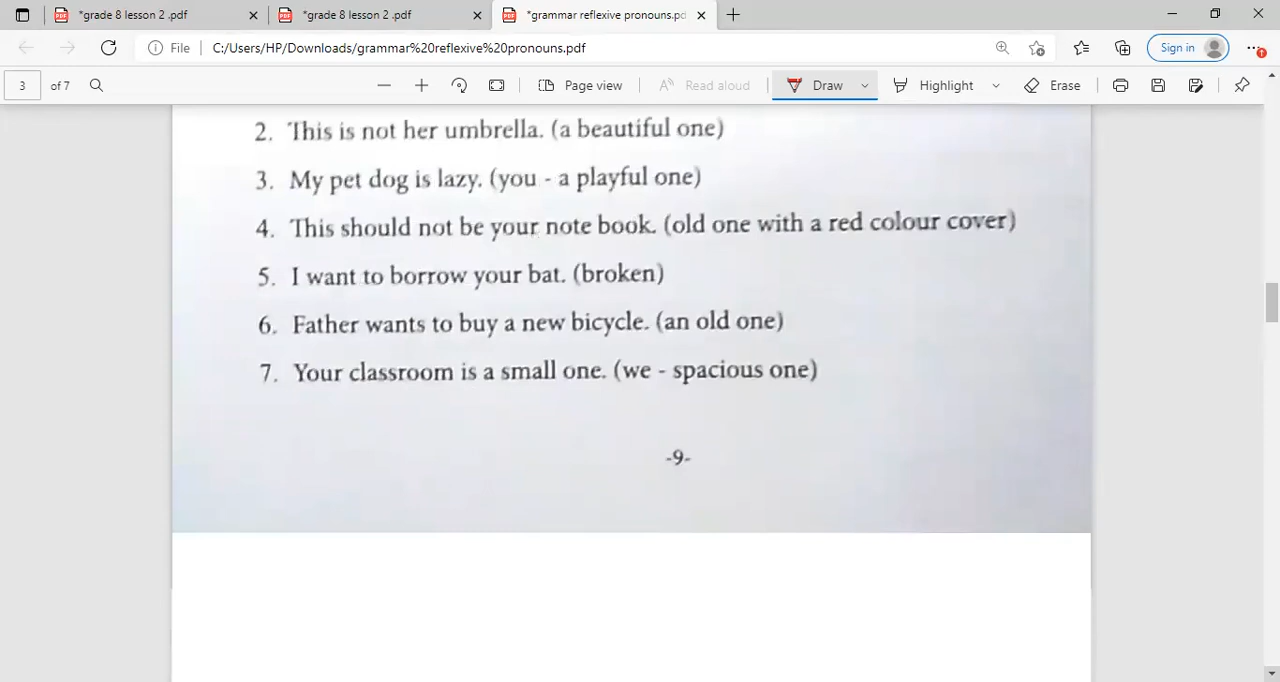 *grade 8 lesson 2 .pdf
*grade 8 lesson 2 .pdf
*grammar reflexive pronouns.pd
File
C:/Users/HP/Downloads/grammar%20reflexive%20pronouns.pdf
Sign in
3 of 7
Page view
Read aloud
Draw
Highlight
Erase
2. This is not her umbrella. (a beautiful one)
3. My pet dog is lazy. (you - a playful one)
4. This should not be your note book. (old one with a red colour cover)
5. I want to borrow your bat. (broken)
6. Father wants to buy a new bicycle. (an old one)
7. Your classroom is a small one. (we - spacious one)
-9-